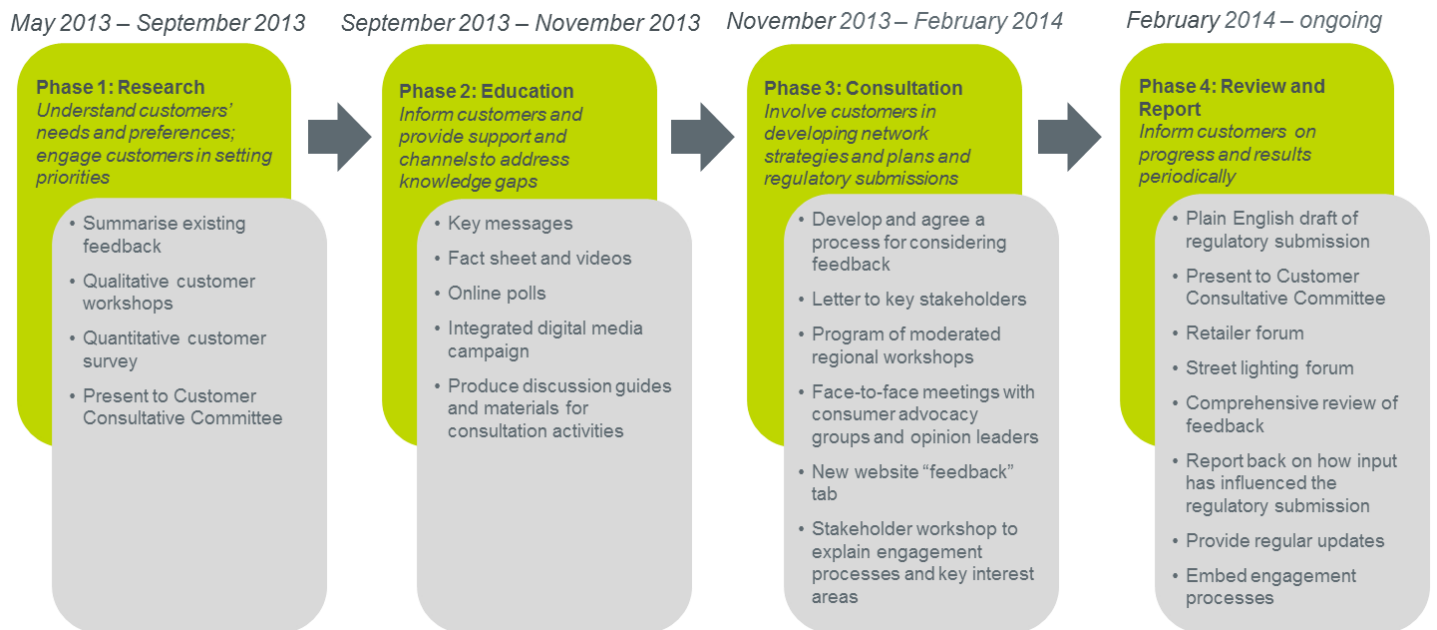 May 2013 – September 2013
Phase 1: Research
Understand customers'
needs and preferences;
engage customers in setting
priorities
• Summarise existing
feedback
• Qualitative customer
workshops
• Quantitative customer
survey
• Present to Customer
Consultative Committee
September 2013 – November 2013
Phase 2: Education
Inform customers and
provide support and
channels to address
knowledge gaps
• Key messages
• Fact sheet and videos
• Online polls
• Integrated digital media
campaign
• Produce discussion guides
and materials for
consultation activities
November 2013 – February 2014
Phase 3: Consultation
Involve customers in
developing network
strategies and plans and
regulatory submissions
• Develop and agree a
process for considering
feedback
• Letter to key stakeholders
• Program of moderated
regional workshops
• Face-to-face meetings with
consumer advocacy
groups and opinion leaders
• New website “feedback”
tab
• Stakeholder workshop to
explain engagement
processes and key interest
areas
February 2014 – ongoing
Phase 4: Review and
Report
Inform customers on
progress and results
periodically
• Plain English draft of
regulatory submission
• Present to Customer
Consultative Committee
• Retailer forum
• Street lighting forum
• Comprehensive review of
feedback
• Report back on how input
has influenced the
regulatory submission
• Provide regular updates
• Embed engagement
processes